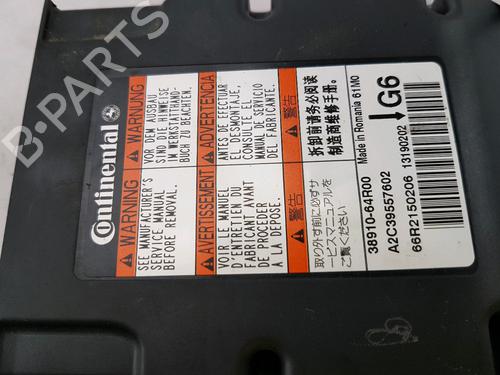 Continental
WARNUNG
VOR DEM AUSBAU
SIND DIE HINWEISE
IM WERKSTATTHAND-
BUCH ZU BEACHTEN.
ADVERTENCIA
ANTES DE EFECTUAR
EL DESMONTAJE,
CONSULTE EL
MANUAL DE SERVICIO
DEL FABRICANTE.
警告
拆卸前请务必阅读
制造商维修手册.
WARNING
SEE MANUFACTURER'S
SERVICE MANUAL
BEFORE REMOVAL.
AVERTISSEMENT
VOIR LE MANUEL
D'ENTRETIEN DU
FABRICANT AVANT
DE PROCEDER
A LA DEPOSE.
警告
取り外す前に必ずサ
ービスマニュアルを
ご覧ください
38910-64R00
Made in Romania 61M0
A2C39557602
↓G6
66R2150206 13190202